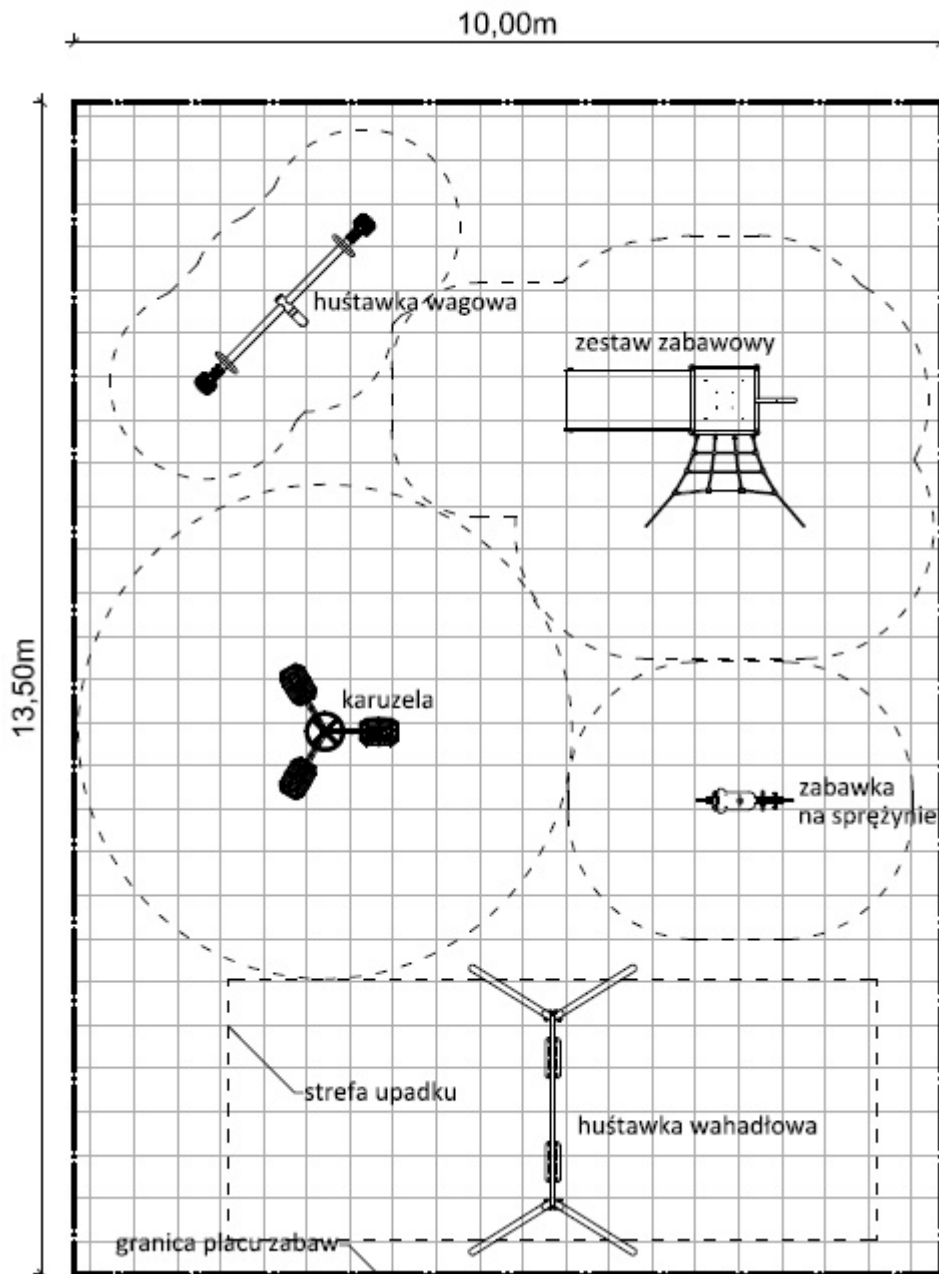 10,00m
huśtawka wagowa
zestaw zabawowy
13,50m
karuzela
zabawka
na sprężynie
strefa upadku
huśtawka wahadłowa
granica placu zabaw